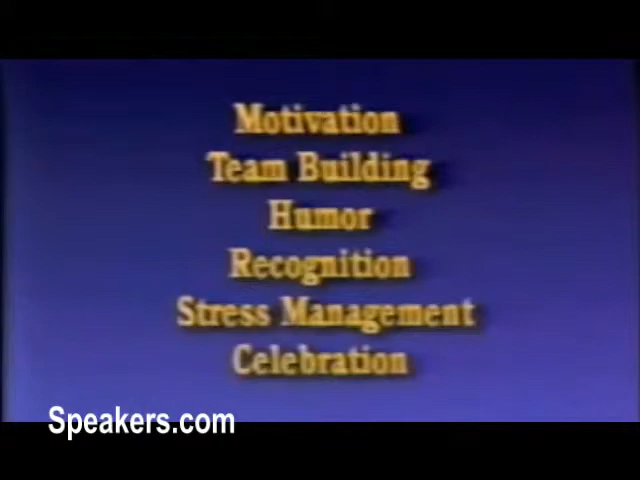 Motivation
Team Building
Humor
Recognition
Stress Management
Celebration
Speakers.com